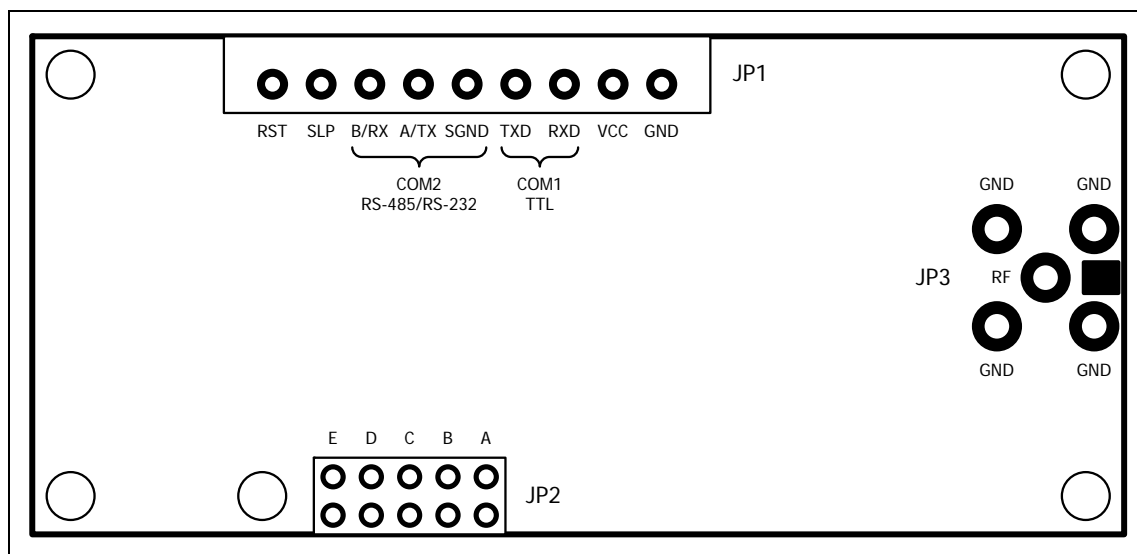 JP1
RST SLP B/RX A/TX SGND TXD RXD VCC GND
COM2 COM1
RS-485/RS-232 TTL
GND GND
JP3 RF
GND GND
E D C B A
JP2